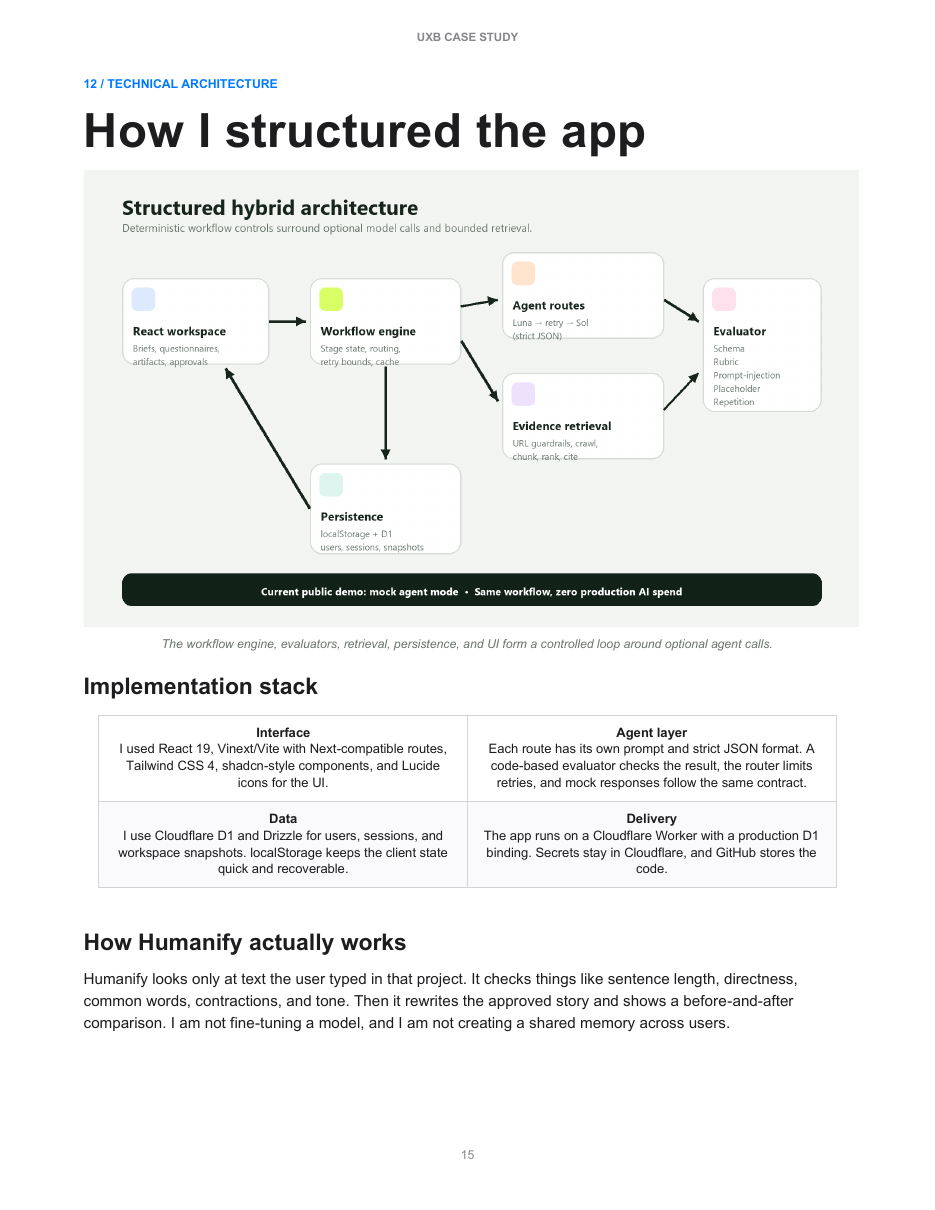 UXB CASE STUDY
12 / TECHNICAL ARCHITECTURE
How I structured the app
Structured hybrid architecture
Deterministic workflow controls surround optional model calls and bounded retrieval.
React workspace
Briefs, questionnaires,
artifacts, approvals
Workflow engine
Stage state, routing,
retry bounds, cache
Agent routes
Luna → retry → Sol
(strict JSON)
Evidence retrieval
URL guardrails, crawl,
chunk, rank, cite
Evaluator
Schema
Rubric
Prompt-injection
Placeholder
Repetition
Persistence
localStorage + D1
users, sessions, snapshots
Current public demo: mock agent mode • Same workflow, zero production AI spend
The workflow engine, evaluators, retrieval, persistence, and UI form a controlled loop around optional agent calls.
Implementation stack
Interface
I used React 19, Vinext/Vite with Next-compatible routes,
Tailwind CSS 4, shadcn-style components, and Lucide
icons for the UI.
Agent layer
Each route has its own prompt and strict JSON format. A
code-based evaluator checks the result, the router limits
retries, and mock responses follow the same contract.
Data
I use Cloudflare D1 and Drizzle for users, sessions, and
workspace snapshots. localStorage keeps the client state
quick and recoverable.
Delivery
The app runs on a Cloudflare Worker with a production D1
binding. Secrets stay in Cloudflare, and GitHub stores the
code.
How Humanify actually works
Humanify looks only at text the user typed in that project. It checks things like sentence length, directness,
common words, contractions, and tone. Then it rewrites the approved story and shows a before-and-after
comparison. I am not fine-tuning a model, and I am not creating a shared memory across users.
15